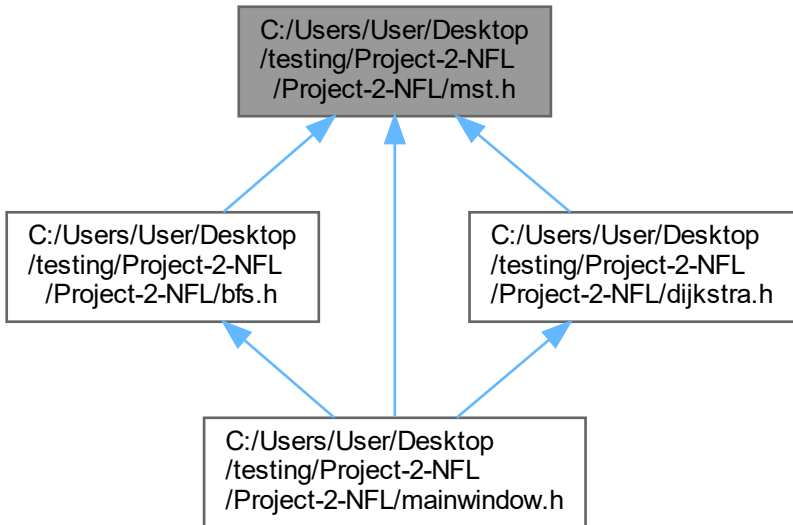 C:/Users/User/Desktop
/testing/Project-2-NFL
/Project-2-NFL/mst.h
C:/Users/User/Desktop
/testing/Project-2-NFL
/Project-2-NFL/bfs.h
C:/Users/User/Desktop
/testing/Project-2-NFL
/Project-2-NFL/dijkstra.h
C:/Users/User/Desktop
/testing/Project-2-NFL
/Project-2-NFL/mainwindow.h